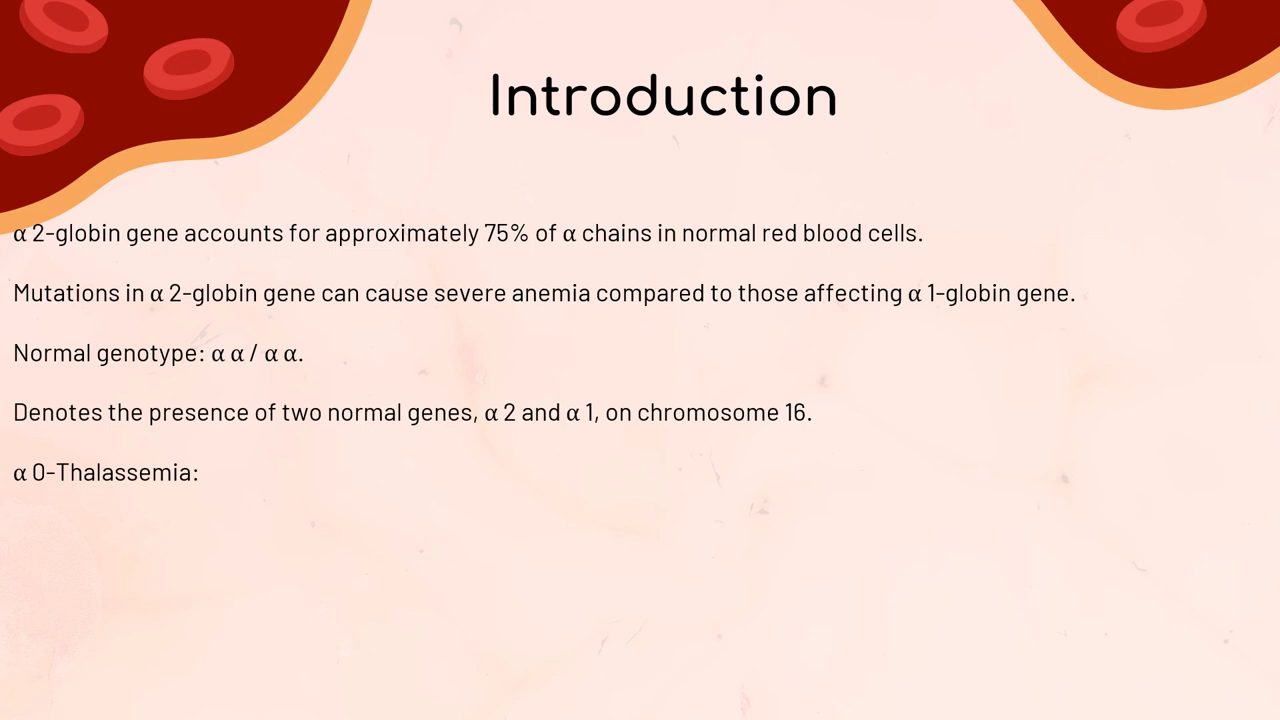 Introduction
α 2-globin gene accounts for approximately 75% of α chains in normal red blood cells.
Mutations in α 2-globin gene can cause severe anemia compared to those affecting α 1-globin gene.
Normal genotype: α α / α α.
Denotes the presence of two normal genes, α 2 and α 1, on chromosome 16.
α 0-Thalassemia: